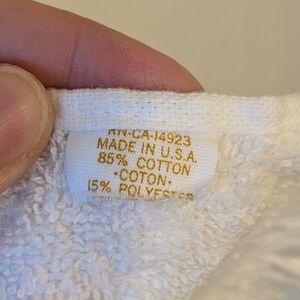 RN-CA-14923
MADE IN U.S.A.
85% COTTON
•COTON•
15% POLYESTER